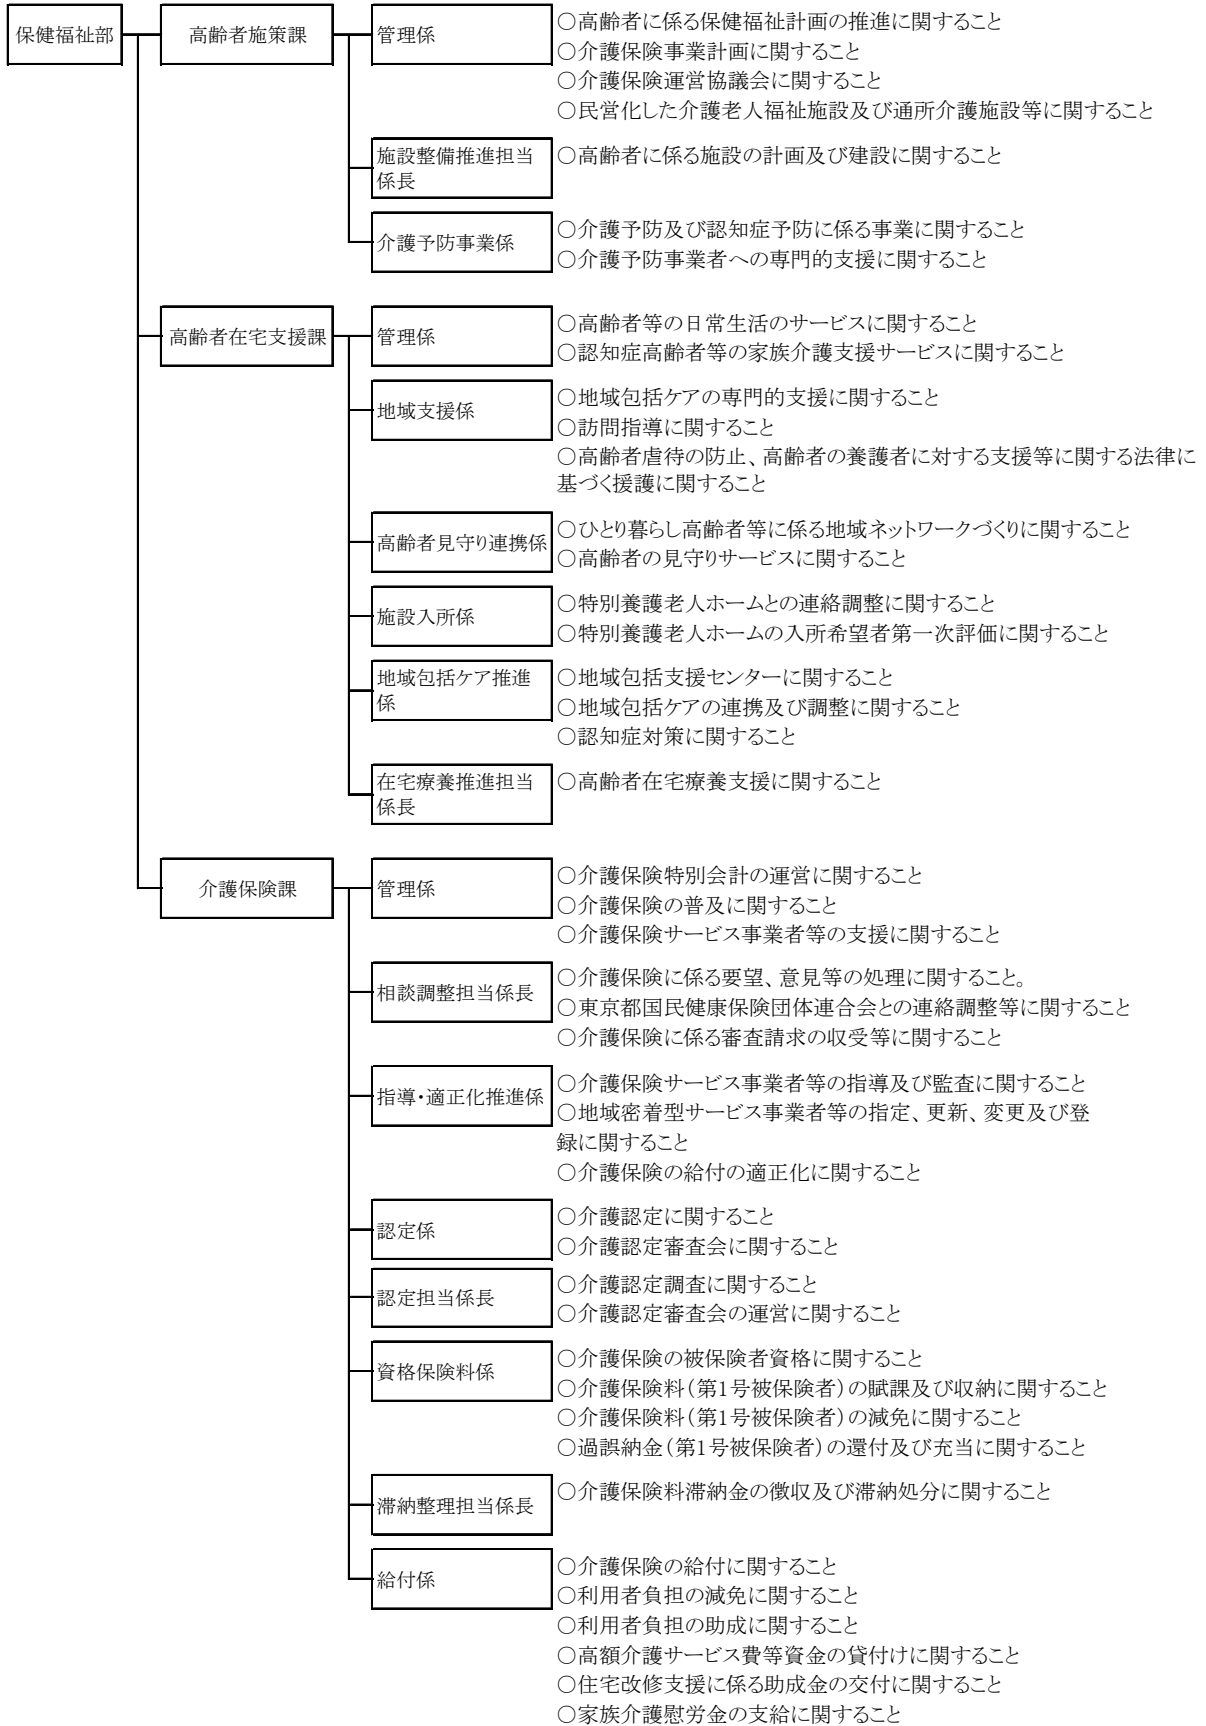 保健福祉部
高齢者施策課
管理係
○高齢者に係る保健福祉計画の推進に関すること
○介護保険事業計画に関すること
○介護保険運営協議会に関すること
○民営化した介護老人福祉施設及び通所介護施設等に関すること
施設整備推進担当
係長
○高齢者に係る施設の計画及び建設に関すること
介護予防事業係
○介護予防及び認知症予防に係る事業に関すること
○介護予防事業者への専門的支援に関すること
高齢者在宅支援課
管理係
○高齢者等の日常生活のサービスに関すること
○認知症高齢者等の家族介護支援サービスに関すること
地域支援係
○地域包括ケアの専門的支援に関すること
○訪問指導に関すること
○高齢者虐待の防止、高齢者の養護者に対する支援等に関する法律に
基づく援護に関すること
高齢者見守り連携係
○ひとり暮らし高齢者等に係る地域ネットワークづくりに関すること
○高齢者の見守りサービスに関すること
施設入所係
○特別養護老人ホームとの連絡調整に関すること
○特別養護老人ホームの入所希望者第一次評価に関すること
地域包括ケア推進
係
○地域包括支援センターに関すること
○地域包括ケアの連携及び調整に関すること
○認知症対策に関すること
在宅療養推進担当
係長
○高齢者在宅療養支援に関すること
介護保険課
管理係
○介護保険特別会計の運営に関すること
○介護保険の普及に関すること
○介護保険サービス事業者等の支援に関すること
相談調整担当係長
○介護保険に係る要望、意見等の処理に関すること。
○東京都国民健康保険団体連合会との連絡調整等に関すること
○介護保険に係る審査請求の収受等に関すること
指導・適正化推進係
○介護保険サービス事業者等の指導及び監査に関すること
○地域密着型サービス事業者等の指定、更新、変更及び登
録に関すること
○介護保険の給付の適正化に関すること
認定係
○介護認定に関すること
○介護認定審査会に関すること
認定担当係長
○介護認定調査に関すること
○介護認定審査会の運営に関すること
資格保険料係
○介護保険の被保険者資格に関すること
○介護保険料（第1号被保険者）の賦課及び収納に関すること
○介護保険料（第1号被保険者）の減免に関すること
○過誤納金（第1号被保険者）の還付及び充当に関すること
滞納整理担当係長
○介護保険料滞納金の徴収及び滞納処分に関すること
給付係
○介護保険の給付に関すること
○利用者負担の減免に関すること
○利用者負担の助成に関すること
○高額介護サービス費等資金の貸付けに関すること
○住宅改修支援に係る助成金の交付に関すること
○家族介護慰労金の支給に関すること